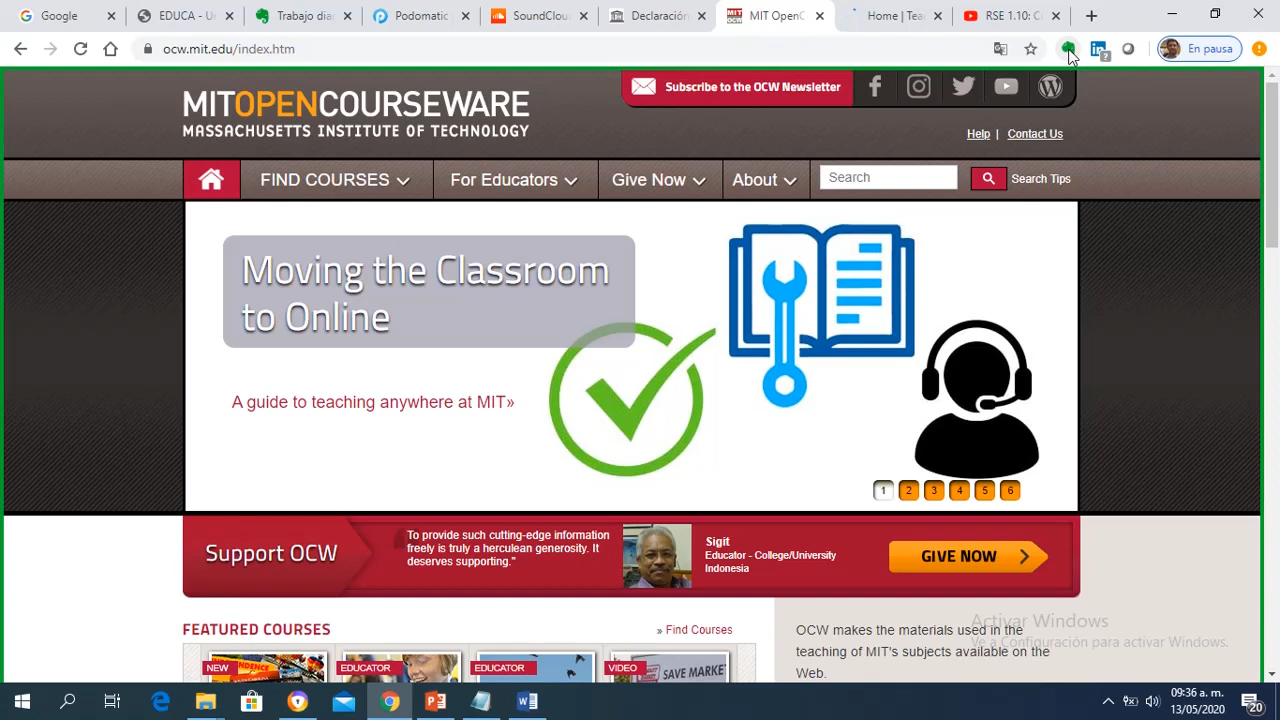 Google
EDUCA - Un
Trabajo dia
Podomatic
SoundClou
Declaración
MIT OpenC
Home | Tea
RSE 1.10: C
ocw.mit.edu/index.htm
En pausa
Subscribe to the OCW Newsletter
MITOPENCOURSEWARE
MASSACHUSETTS INSTITUTE OF TECHNOLOGY
Help | Contact Us
FIND COURSES
For Educators
Give Now
About
Search
Search Tips
Moving the Classroom
to Online
A guide to teaching anywhere at MIT»
1 2 3 4 5 6
Support OCW
"To provide such cutting-edge information
freely is truly a herculean generosity. It
deserves supporting."
Sigit
Educator - College/University
Indonesia
GIVE NOW
FEATURED COURSES
» Find Courses
NEW
EDUCATOR
EDUCATOR
VIDEO
SAVE MARKET
OCW makes the materials used in the
teaching of MIT's subjects available on the
Web.
Activar Windows
Ve a Configuración para activar Windows.
09:36 a. m.
13/05/2020
20